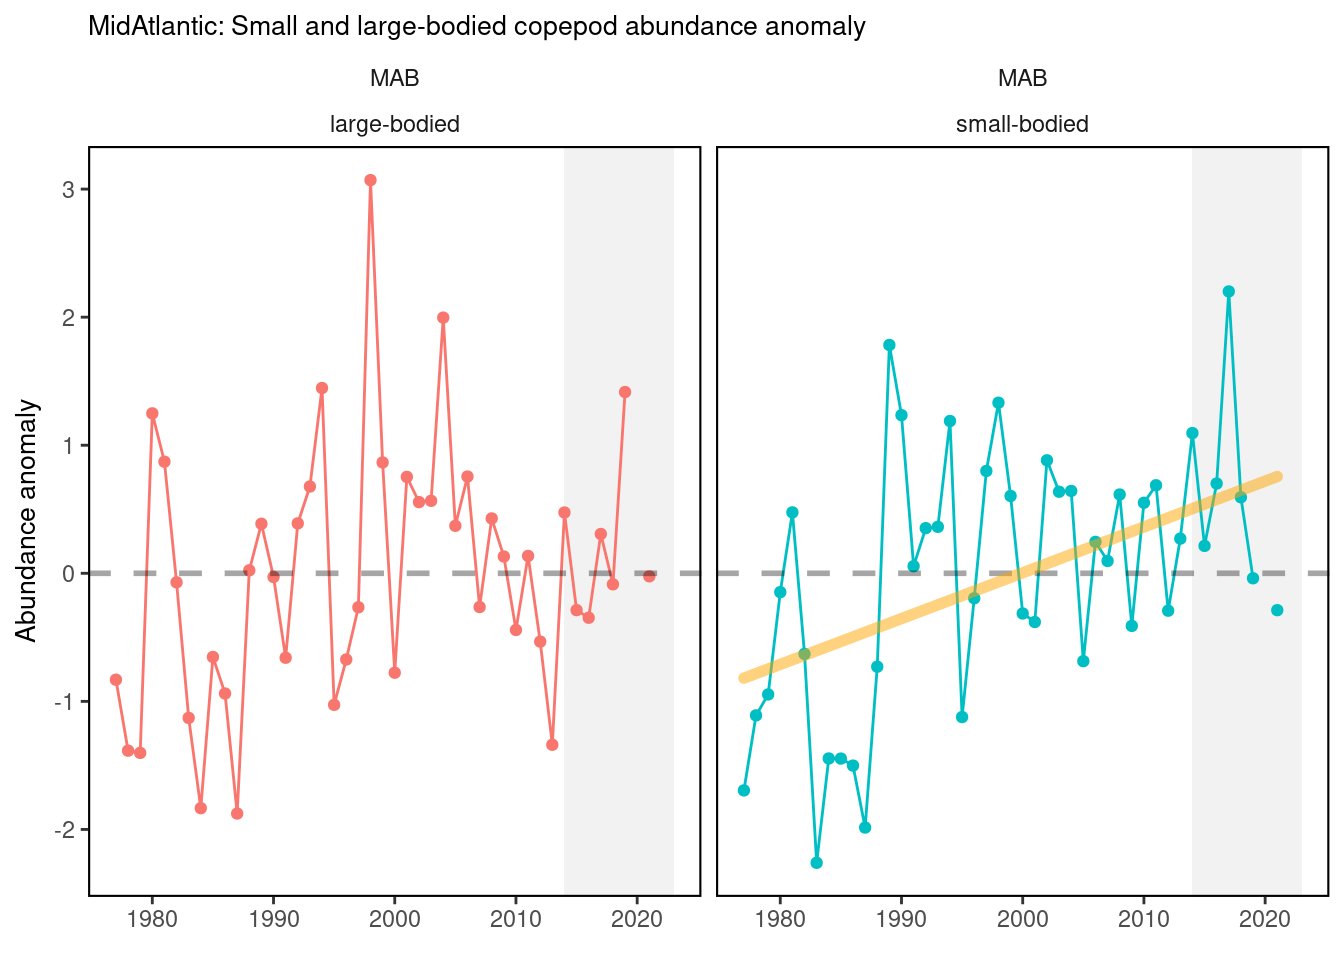 MidAtlantic: Small and large-bodied copepod abundance anomaly
MAB
MAB
large-bodied
small-bodied
Abundance anomaly
3
2
1
0
-1
-2
1980 1990 2000 2010 2020
1980 1990 2000 2010 2020